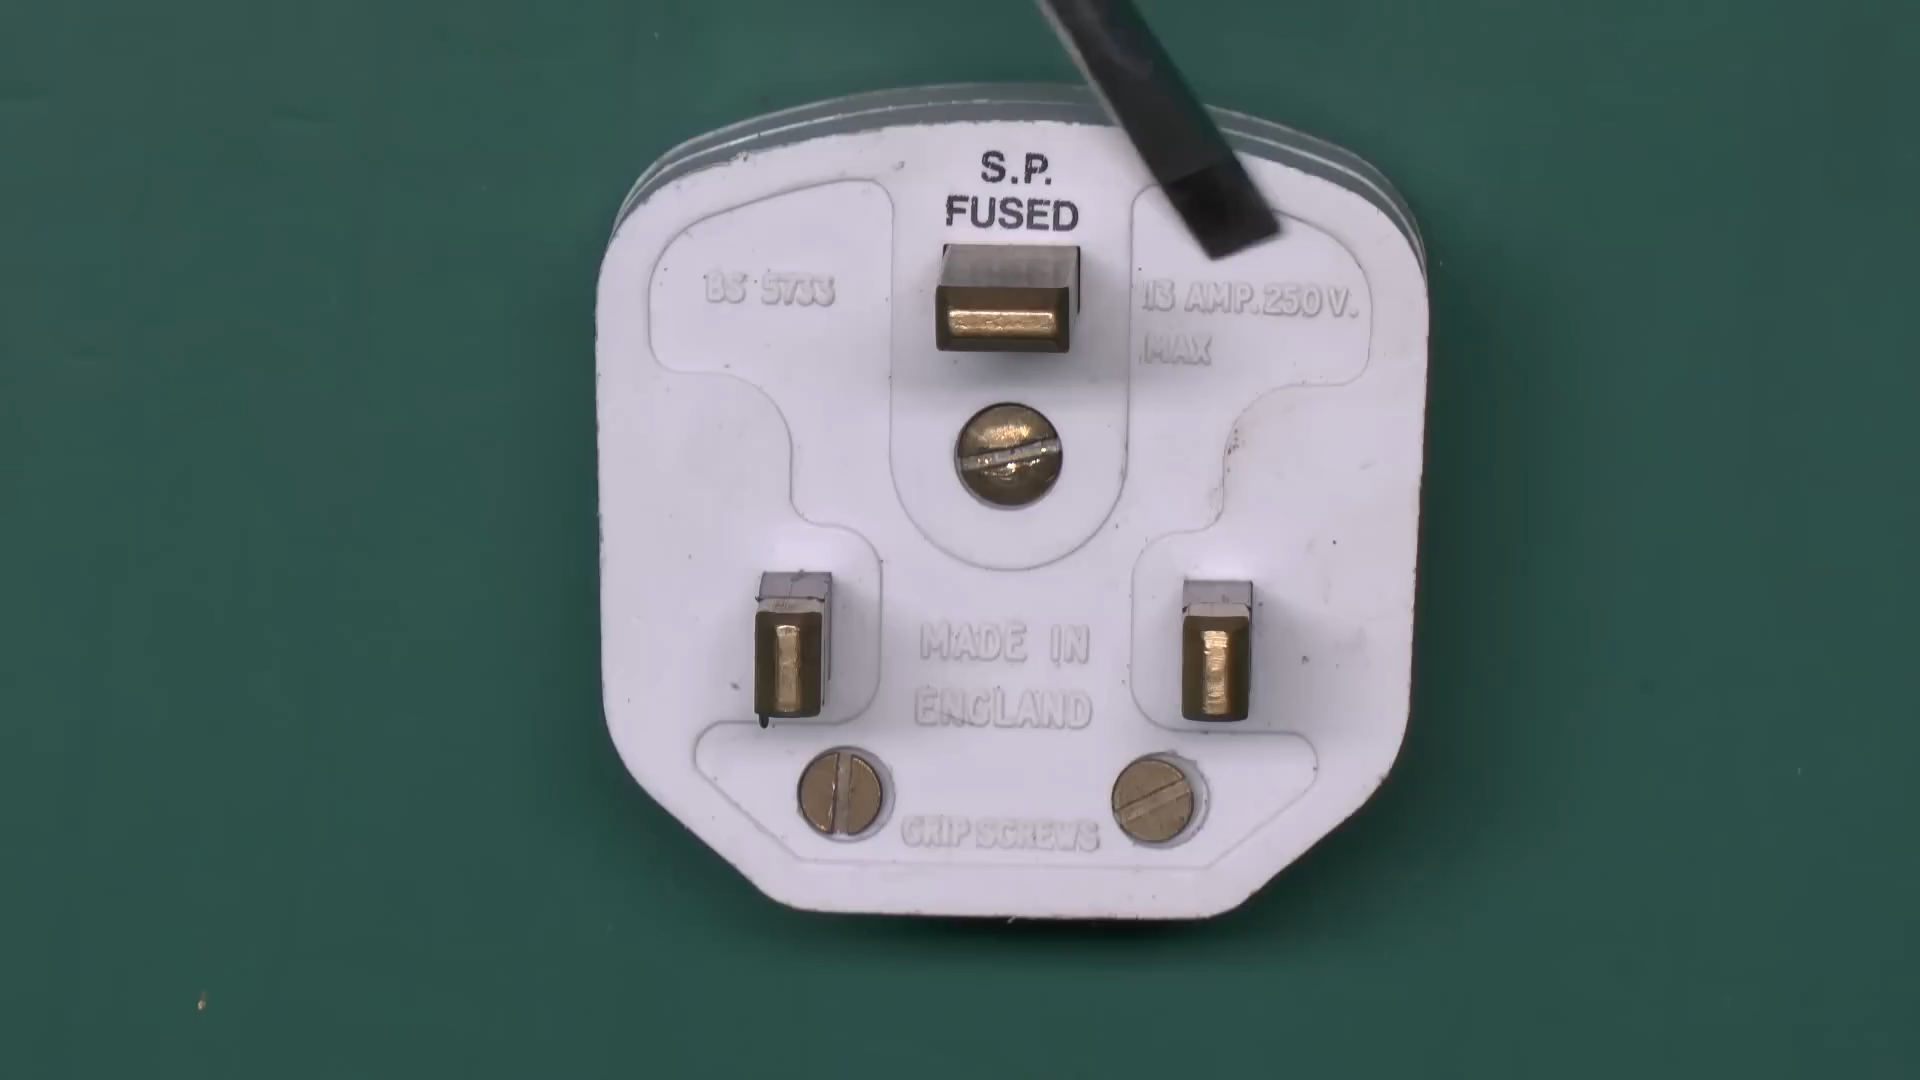 S.P.
FUSED
BS 5733
13 AMP. 250 V.
MAX
MADE IN
ENGLAND
GRIP SCREWS